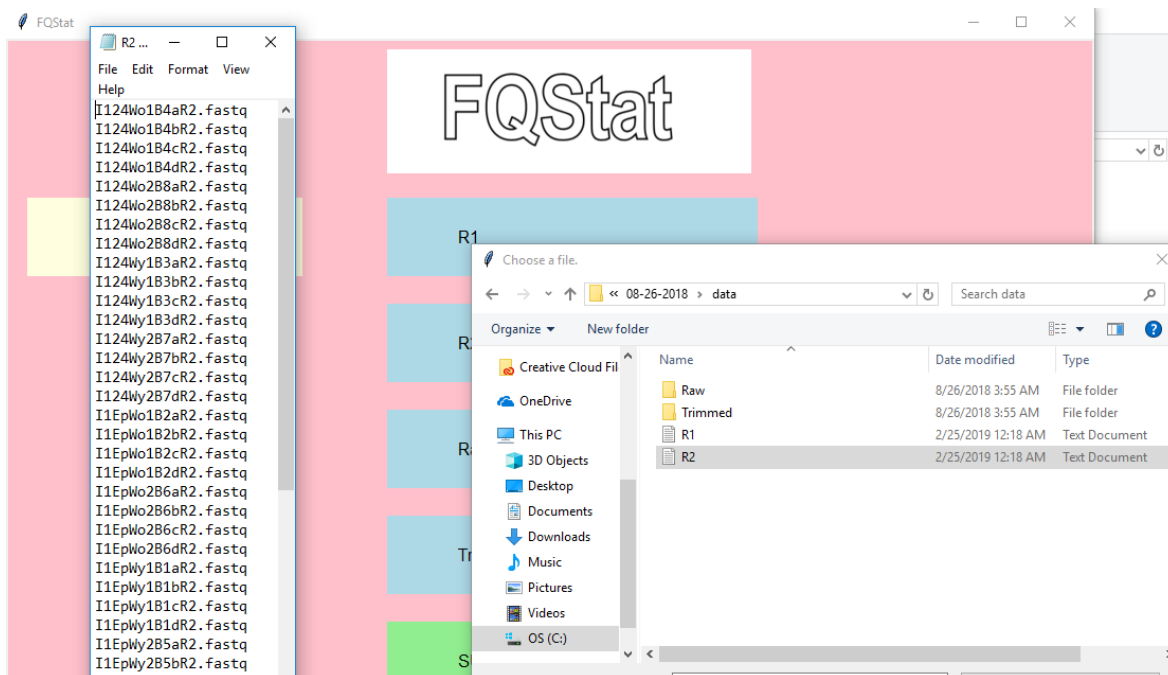 FQStat
R2 ...
File Edit Format View
Help
I124Wo1B4aR2.fastq
I124Wo1B4bR2.fastq
I124Wo1B4cR2.fastq
I124Wo1B4dR2.fastq
I124Wo2B8aR2.fastq
I124Wo2B8bR2.fastq
I124Wo2B8cR2.fastq
I124Wo2B8dR2.fastq
I124Wy1B3aR2.fastq
I124Wy1B3bR2.fastq
I124Wy1B3cR2.fastq
I124Wy1B3dR2.fastq
I124Wy2B7aR2.fastq
I124Wy2B7bR2.fastq
I124Wy2B7cR2.fastq
I124Wy2B7dR2.fastq
I1EpWo1B2aR2.fastq
I1EpWo1B2bR2.fastq
I1EpWo1B2cR2.fastq
I1EpWo1B2dR2.fastq
I1EpWo2B6aR2.fastq
I1EpWo2B6bR2.fastq
I1EpWo2B6cR2.fastq
I1EpWo2B6dR2.fastq
I1EpWy1B1aR2.fastq
I1EpWy1B1bR2.fastq
I1EpWy1B1cR2.fastq
I1EpWy1B1dR2.fastq
I1EpWy2B5aR2.fastq
I1EpWy2B5bR2.fastq
FQStat
R1
Choose a file.
« 08-26-2018 › data
Search data
Organize New folder
Creative Cloud Fil
OneDrive
This PC
3D Objects
Desktop
Documents
Downloads
Music
Pictures
Videos
OS (C:)
Name Date modified Type
Raw 8/26/2018 3:55 AM File folder
Trimmed 8/26/2018 3:55 AM File folder
R1 2/25/2019 12:18 AM Text Document
R2 2/25/2019 12:18 AM Text Document